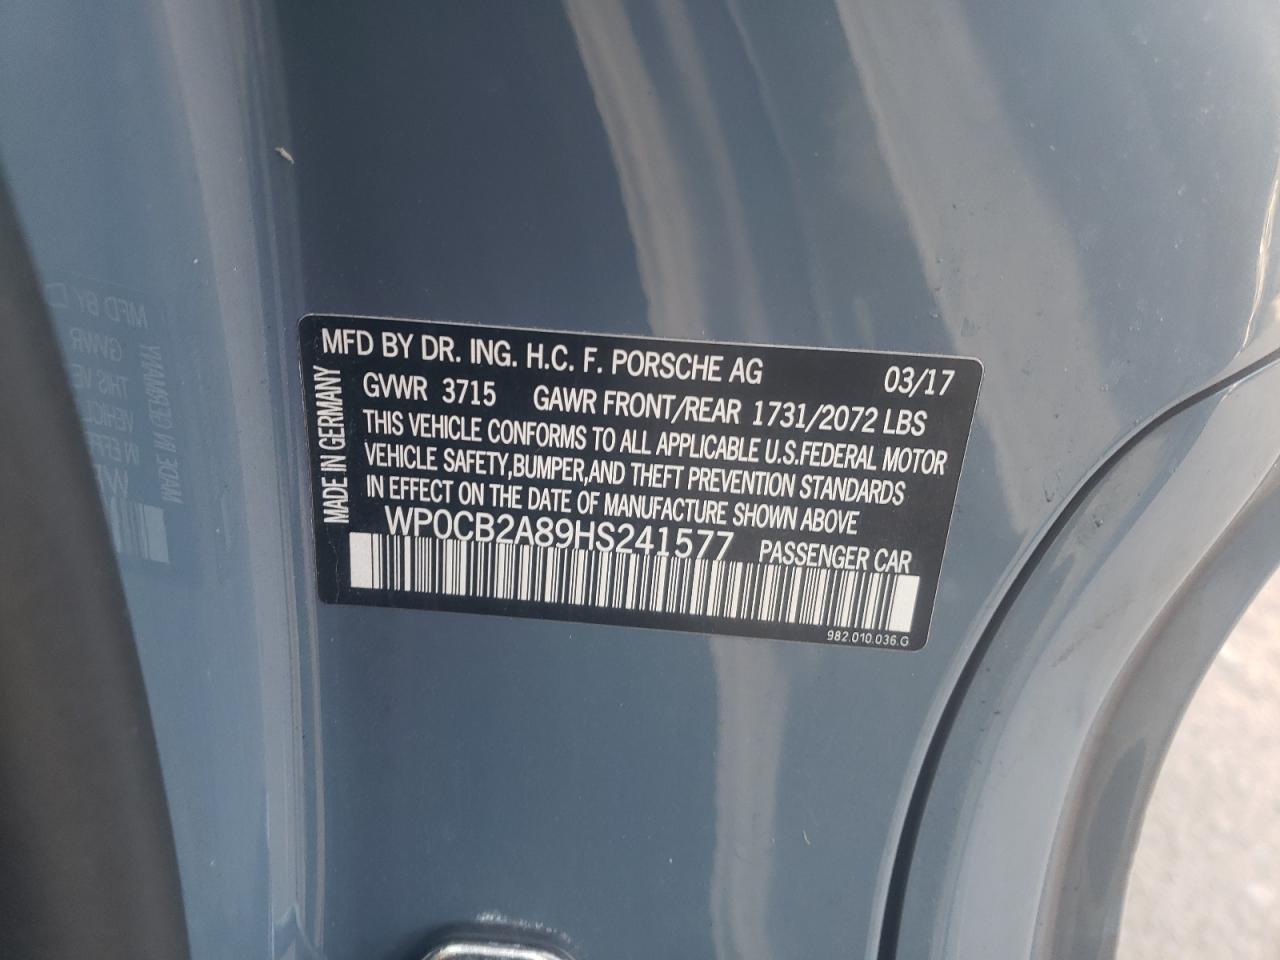 MFD BY DR. ING. H.C. F. PORSCHE AG 03/17
GVWR 3715 GAWR FRONT/REAR 1731/2072 LBS
THIS VEHICLE CONFORMS TO ALL APPLICABLE U.S.FEDERAL MOTOR
VEHICLE SAFETY,BUMPER,AND THEFT PREVENTION STANDARDS
IN EFFECT ON THE DATE OF MANUFACTURE SHOWN ABOVE
WP0CB2A89HS241577 PASSENGER CAR
982.010.036.G
MADE IN GERMANY